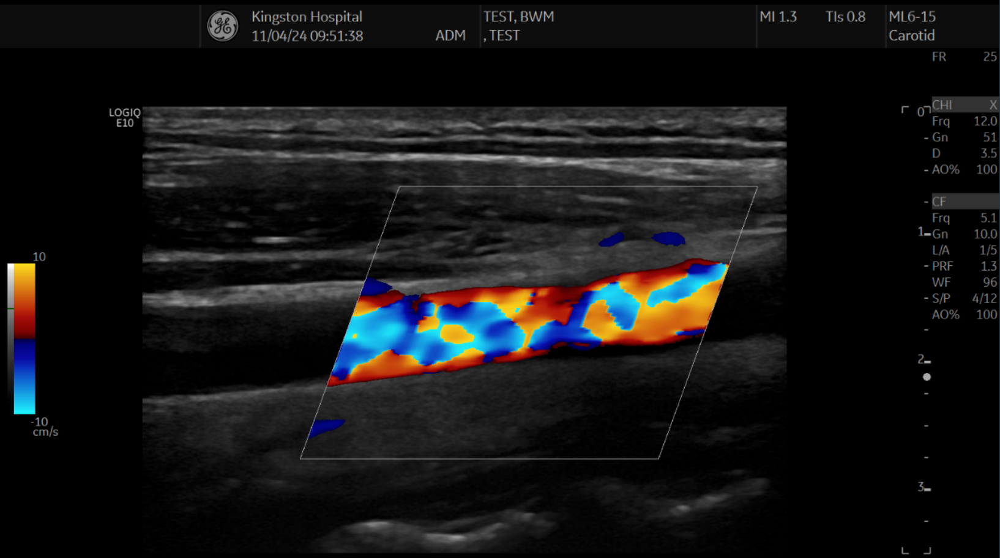 Kingston Hospital
11/04/24 09:51:38 ADM
TEST, BWM
, TEST
MI 1.3 TIs 0.8
ML6-15
Carotid
FR 25
LOGIQ
E10
CHI X
Frq 12.0
Gn 51
D 3.5
AO% 100
CF
Frq 5.1
Gn 10.0
L/A 1/5
PRF 1.3
WF 96
S/P 4/12
AO% 100
0
1
2
3
10
-10
cm/s